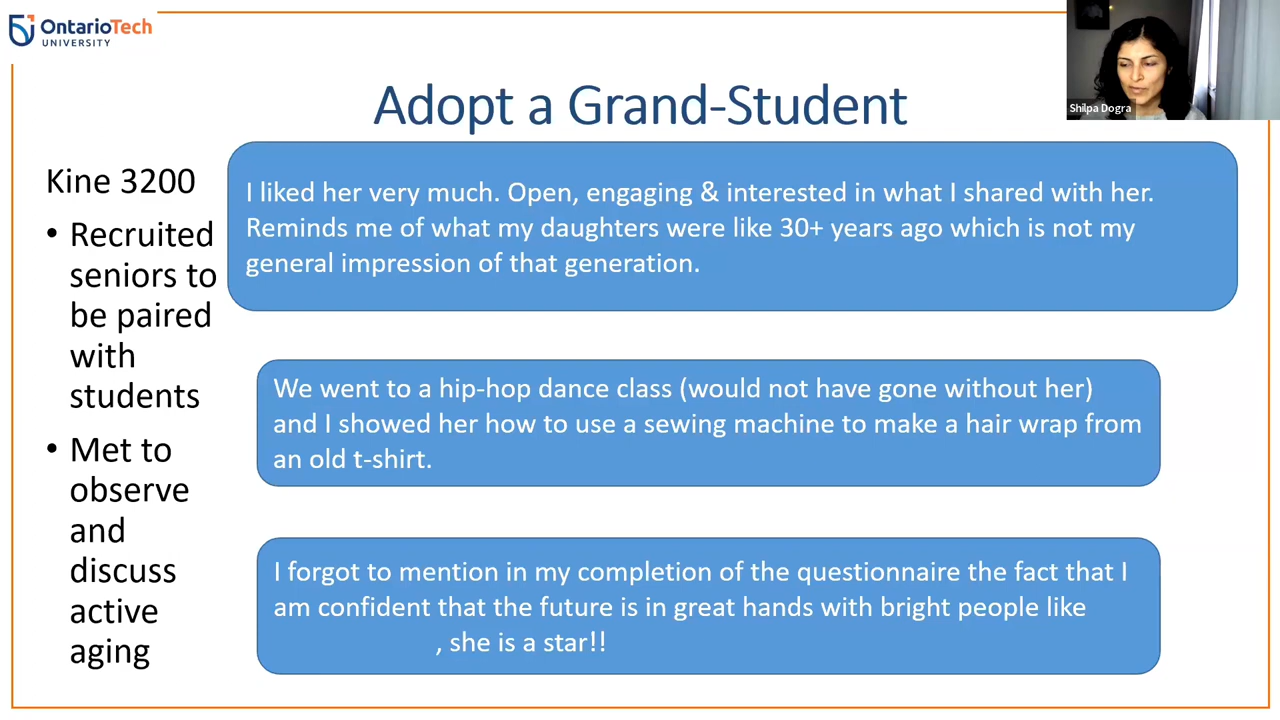 OntarioTech
UNIVERSITY
Shilpa Dogra
Adopt a Grand-Student
Kine 3200
• Recruited
seniors to
be paired
with
students
• Met to
observe
and
discuss
active
aging
I liked her very much. Open, engaging & interested in what I shared with her.
Reminds me of what my daughters were like 30+ years ago which is not my
general impression of that generation.
We went to a hip-hop dance class (would not have gone without her)
and I showed her how to use a sewing machine to make a hair wrap from
an old t-shirt.
I forgot to mention in my completion of the questionnaire the fact that I
am confident that the future is in great hands with bright people like
, she is a star!!